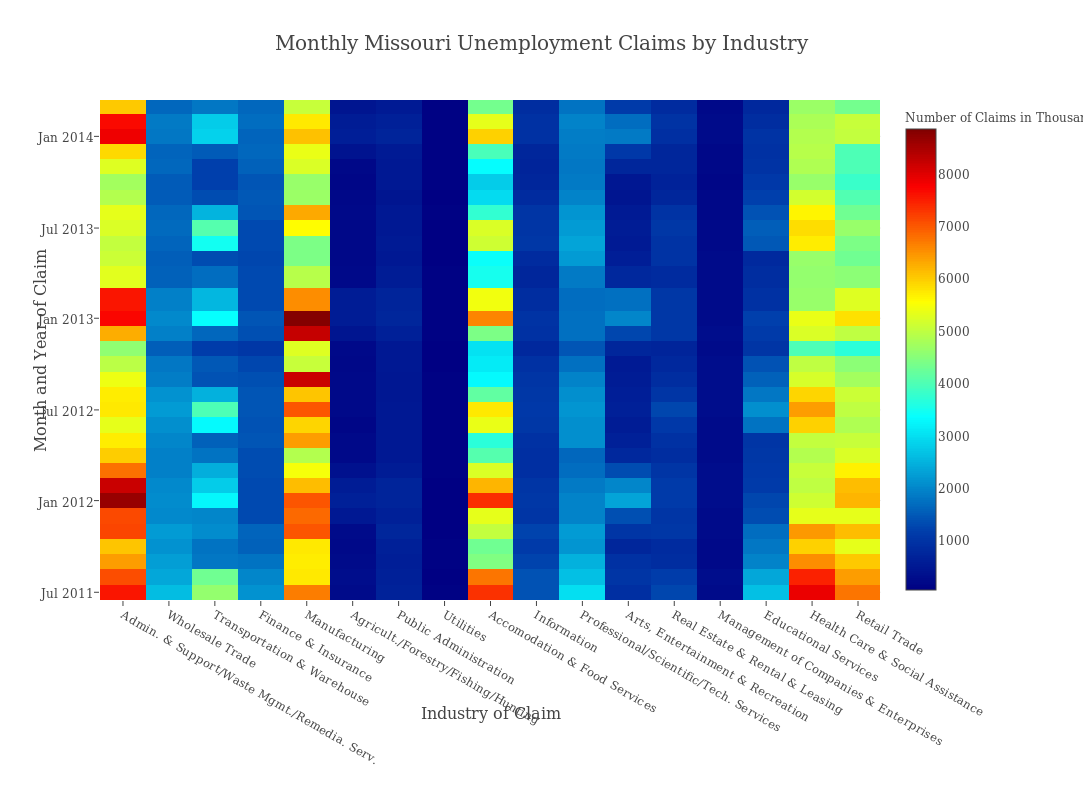 Monthly Missouri Unemployment Claims by Industry
Number of Claims in Thousan
8000
7000
6000
5000
4000
3000
2000
1000
Month and Year of Claim
Jan 2014
Jul 2013
Jan 2013
Jul 2012
Jan 2012
Jul 2011
Admin. & Support/Waste Mgmt./Remedia. Serv.
Wholesale Trade
Transportation & Warehouse
Finance & Insurance
Manufacturing
Agricult./Forestry/Fishing/Hunting
Public Admintration
Utilities
Accomodation & Food Services
Information
Professional/Scientific/Tech. Services
Arts, Entertainment & Recreation
Real Estate & Rental & Leasing
Management of Companies & Enterprises
Educational Services
Health Care & Social Assistance
Retail Trade
Industry of Claim